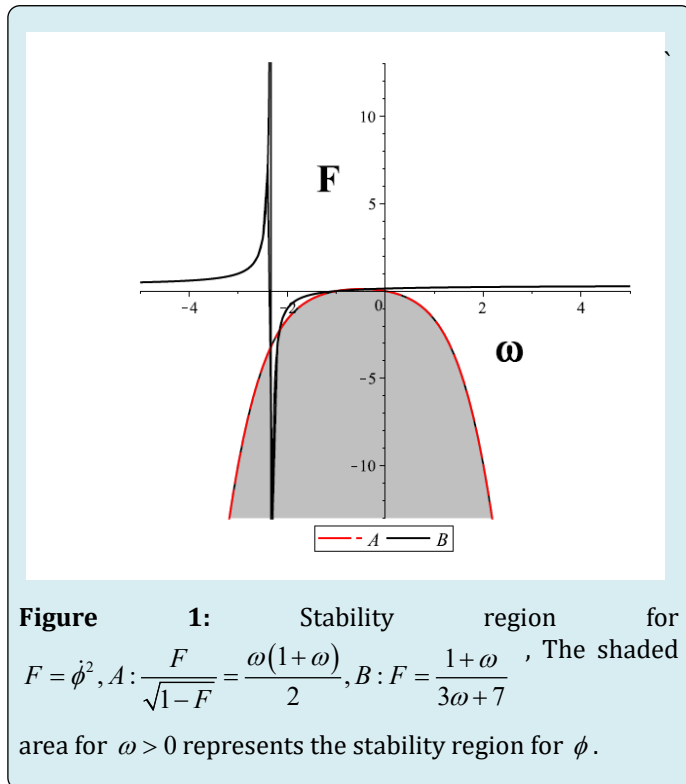 `
10
F
5
−4
−2
0
2
4
ω
−5
−10
A B
Figure 1: Stability region for
F = ϕ̇², A : F/√(1−F) = ω(1+ω)/2, B : F = (1+ω)/(3ω+7) , The shaded
area for ω > 0 represents the stability region for ϕ.